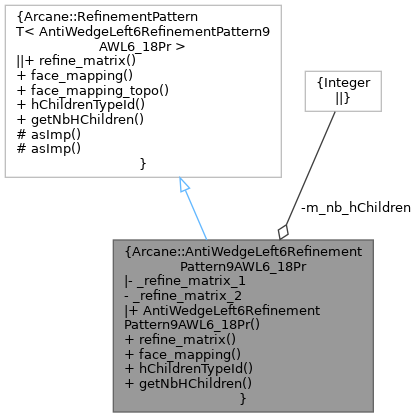 {Arcane::RefinementPattern
T< AntiWedgeLeft6RefinementPattern9
AWL6_18Pr >
||+ refine_matrix()
+ face_mapping()
+ face_mapping_topo()
+ hChildrenTypeId()
+ getNbHChildren()
# asImp()
# asImp()
}
{Integer
||}
-m_nb_hChildren
{Arcane::AntiWedgeLeft6Refinement
Pattern9AWL6_18Pr
|- _refine_matrix_1
- _refine_matrix_2
|+ AntiWedgeLeft6Refinement
Pattern9AWL6_18Pr()
+ refine_matrix()
+ face_mapping()
+ hChildrenTypeId()
+ getNbHChildren()
}